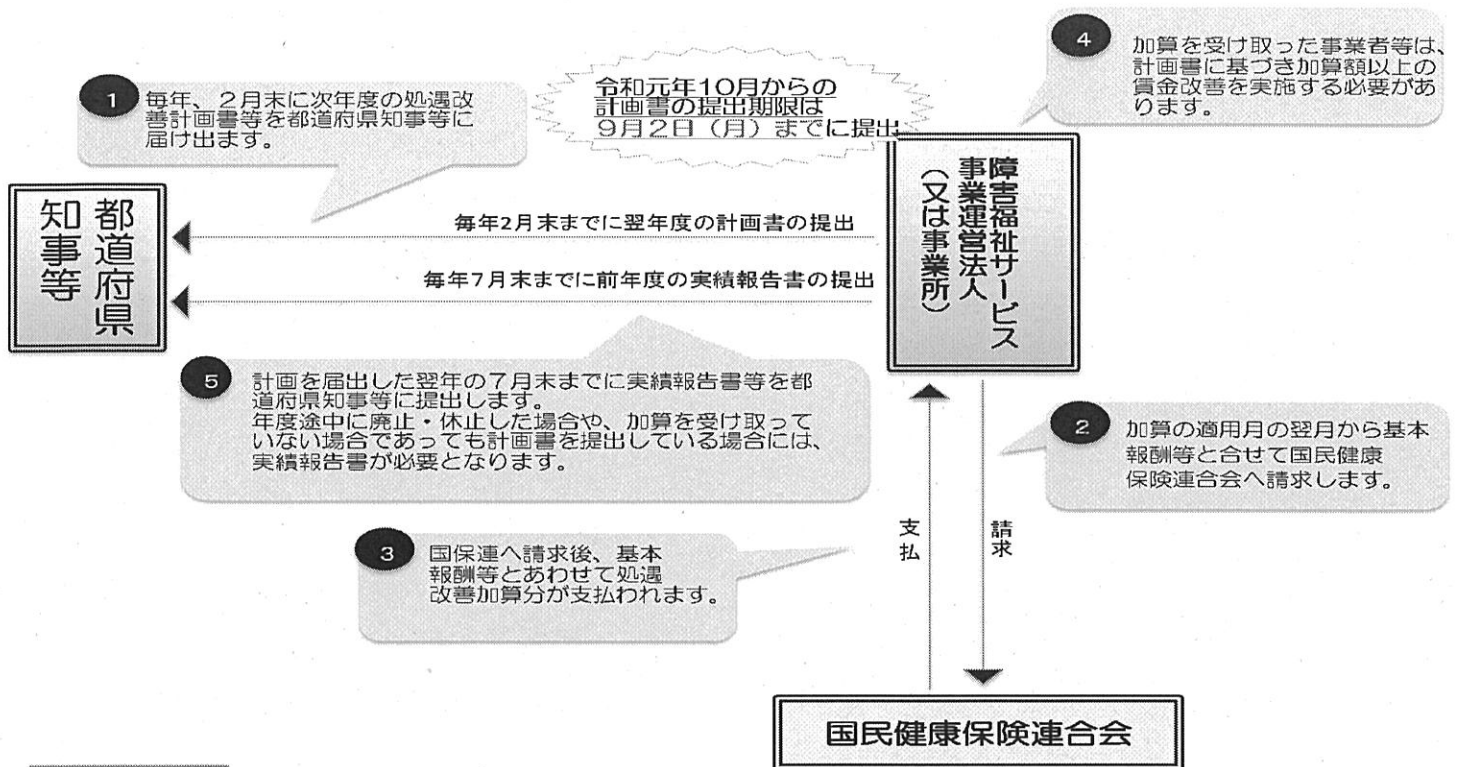 1
毎年、2月末に次年度の処遇改
善計画書等を都道府県知事等に
届け出ます。
令和元年10月からの
計画書の提出期限は
9月2日(月)までに提出
4
加算を受け取った事業者等は、
計画書に基づき加算額以上の
賃金改善を実施する必要があ
ります。
都道府県
知事等
毎年2月末までに翌年度の計画書の提出
毎年7月末までに前年度の実績報告書の提出
障害福祉サービス
事業運営法人
(又は事業所)
5
計画を届出した翌年の7月末までに実績報告書等を都
道府県知事等に提出します。
年度途中に廃止・休止した場合や、加算を受け取って
いない場合であっても計画書を提出している場合には、
実績報告書が必要となります。
2
加算の適用月の翌月から基本
報酬等と合せて国民健康
保険連合会へ請求します。
支払
請求
3
国保連へ請求後、基本
報酬等とあわせて処遇
改善加算分が支払われます。
国民健康保険連合会